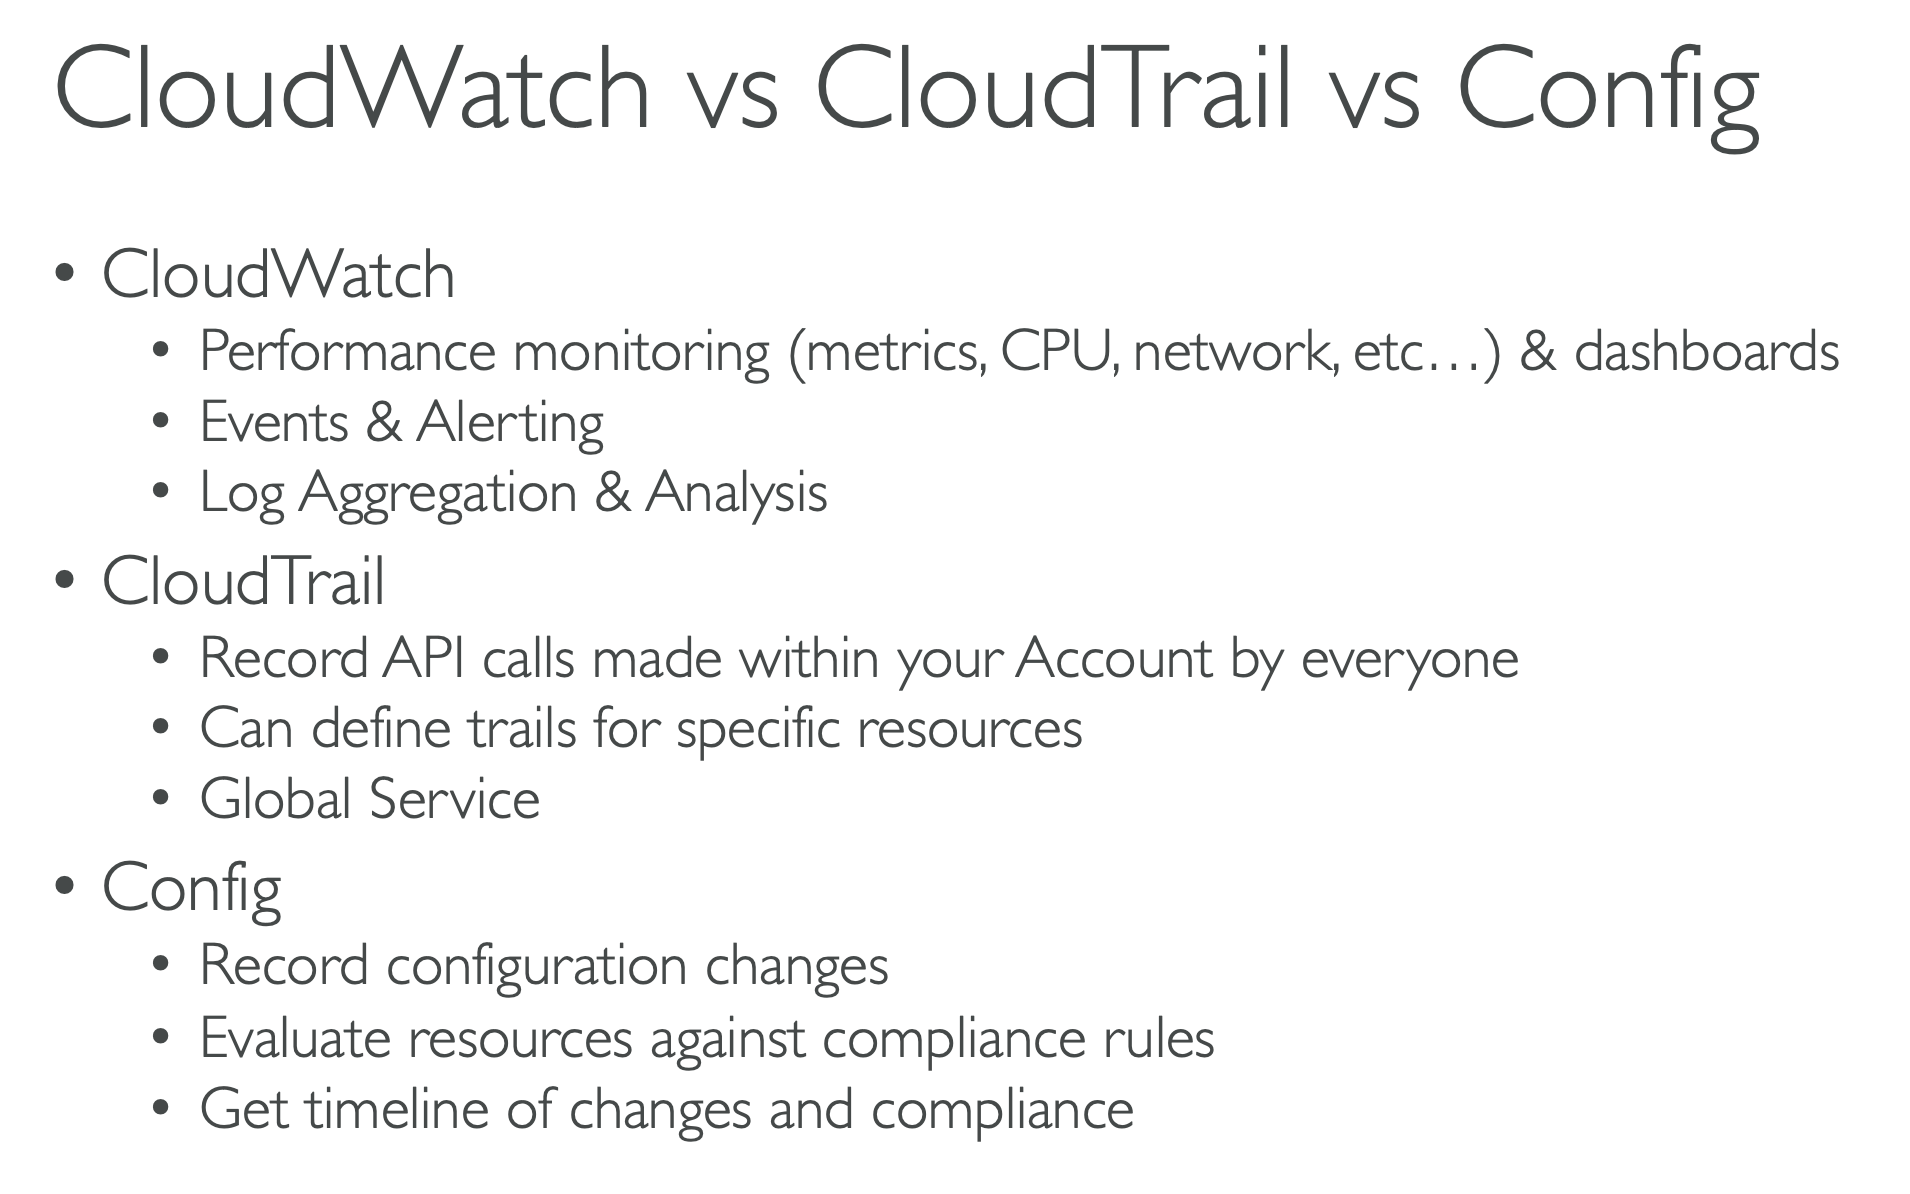 CloudWatch vs CloudTrail vs Config
• CloudWatch
• Performance monitoring (metrics, CPU, network, etc…) & dashboards
• Events & Alerting
• Log Aggregation & Analysis
• CloudTrail
• Record API calls made within your Account by everyone
• Can define trails for specific resources
• Global Service
• Config
• Record configuration changes
• Evaluate resources against compliance rules
• Get timeline of changes and compliance